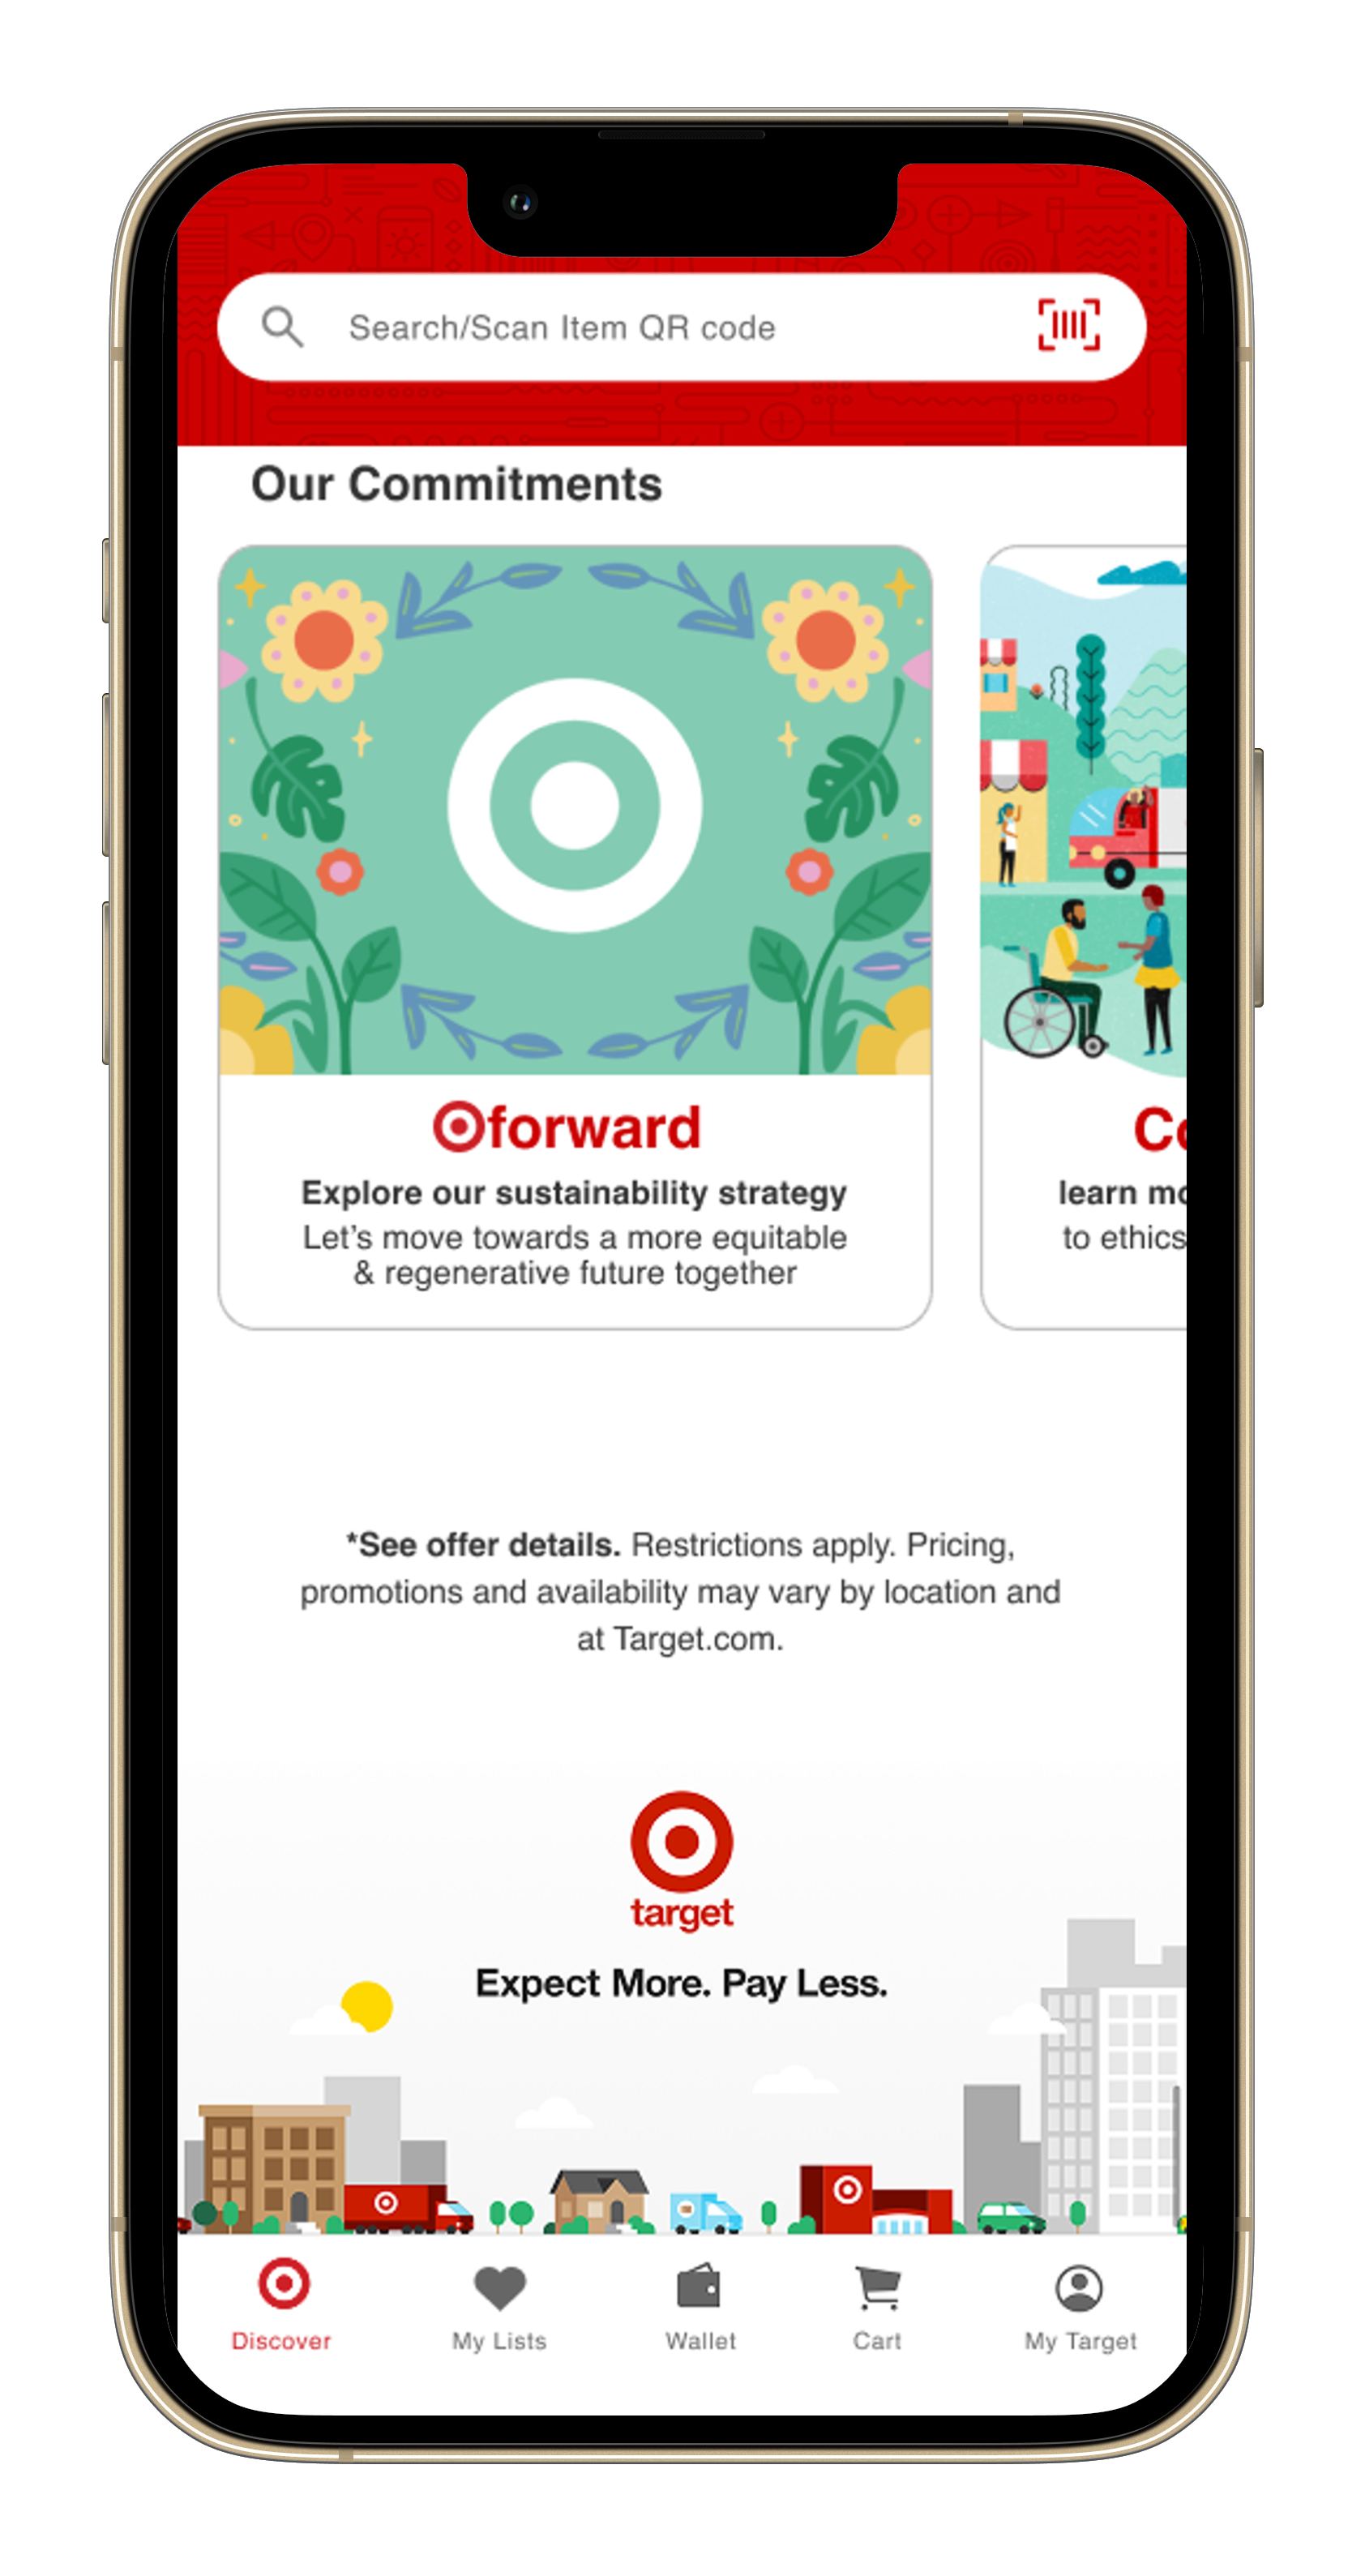 Search/Scan Item QR code
Our Commitments
forward
Explore our sustainability strategy
Let's move towards a more equitable
& regenerative future together
learn
to ethics
*See offer details. Restrictions apply. Pricing,
promotions and availability may vary by location and
at Target.com.
target
Expect More. Pay Less.
Discover
My Lists
Wallet
Cart
My Target